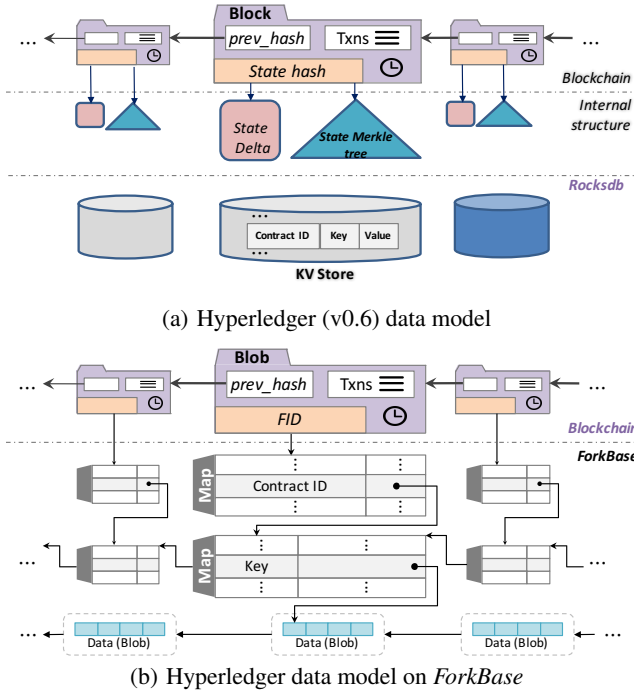 Block
... prev_hash Txns ...
State hash
Blockchain
Internal
structure
State
Delta
State Merkle
tree
Rocksdb
...
Contract ID Key Value
...
KV Store
(a) Hyperledger (v0.6) data model
Blob
... prev_hash Txns ...
FID
Blockchain
ForkBase
Map
Contract ID
... Map Key ...
... Data (Blob) Data (Blob) Data (Blob) ...
(b) Hyperledger data model on ForkBase